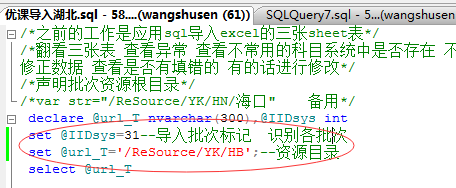 优课导入湖北.sql - 58....(wangshusen (61))
SQLQuery7.sql - 5...(wangshusen
/*之前的工作是应用sql导入excel的三张sheet表*/
/*翻看三张表 查看异常 查看不常用的科目系统中是否存在 不
修正数据 查看是否有填错的 有的话进行修改*/
/*声明批次资源根目录*/
/*var str="/ReSource/YK/HN/海口" 备用*/
declare @url_T nvarchar(300),@IIDsys int
set @IIDsys=31--导入批次标记 识别各批次
set @url_T='/ReSource/YK/HB';--资源目录
select @url_T